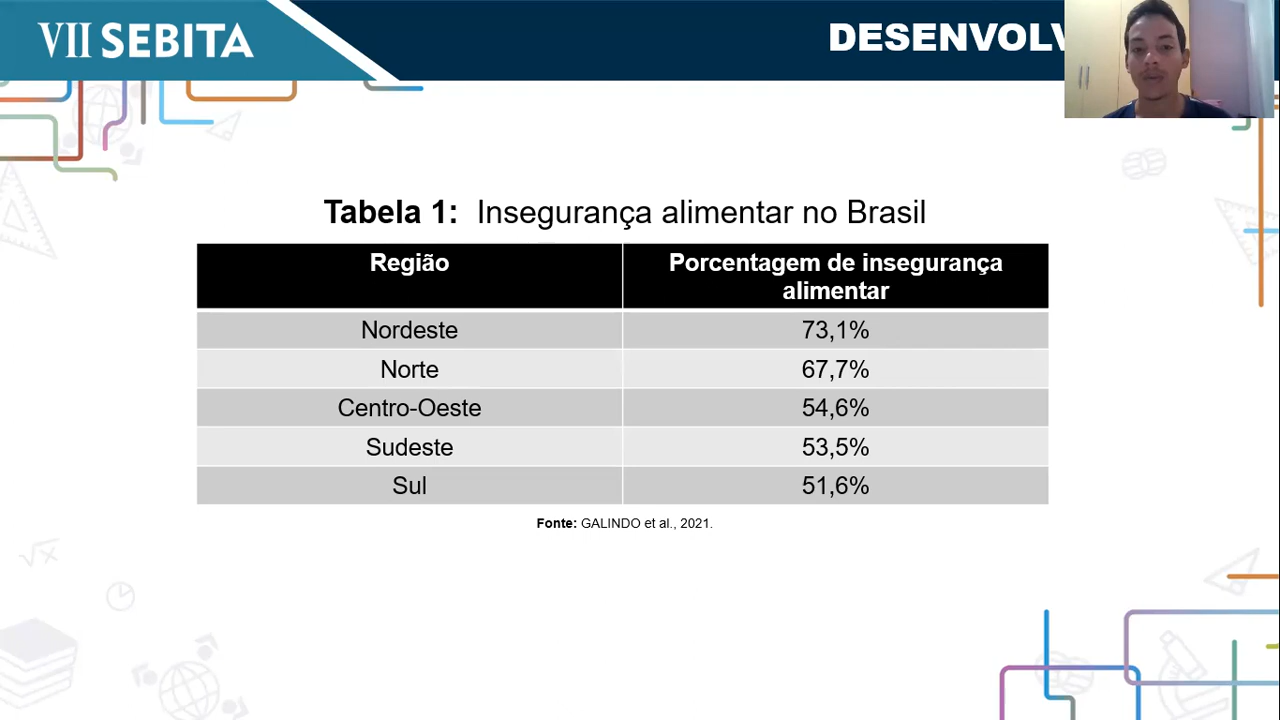 VII SEBITA
DESENVOLV
Tabela 1: Insegurança alimentar no Brasil
Região
Porcentagem de insegurança
alimentar
Nordeste 73,1%
Norte 67,7%
Centro-Oeste 54,6%
Sudeste 53,5%
Sul 51,6%
Fonte: GALINDO et al., 2021.